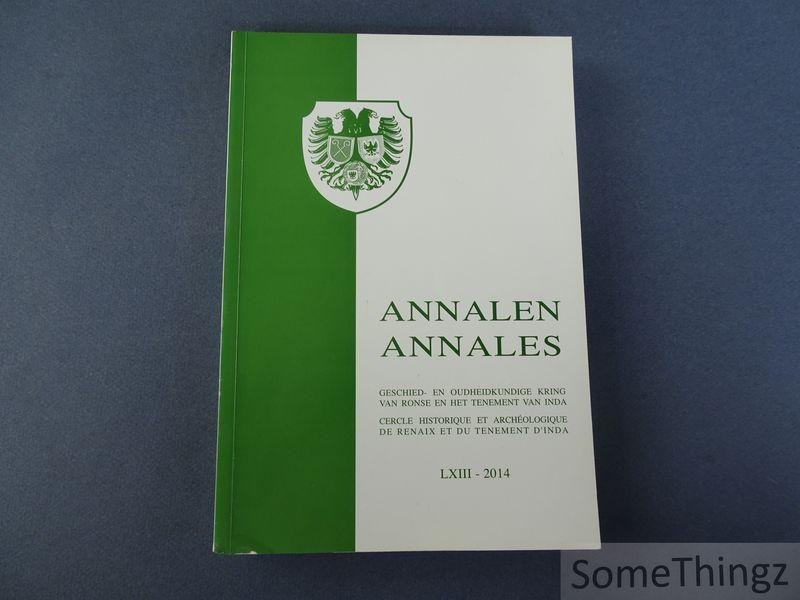 ANNALEN
ANNALES
GESCHIED- EN OUDHEIDKUNDIGE KRING
VAN RONSE EN HET TENEMENT VAN INDA
CERCLE HISTORIQUE ET ARCHÉOLOGIQUE
DE RENAIX ET DU TENEMENT D'INDA
LXIII - 2014
SomeThingz